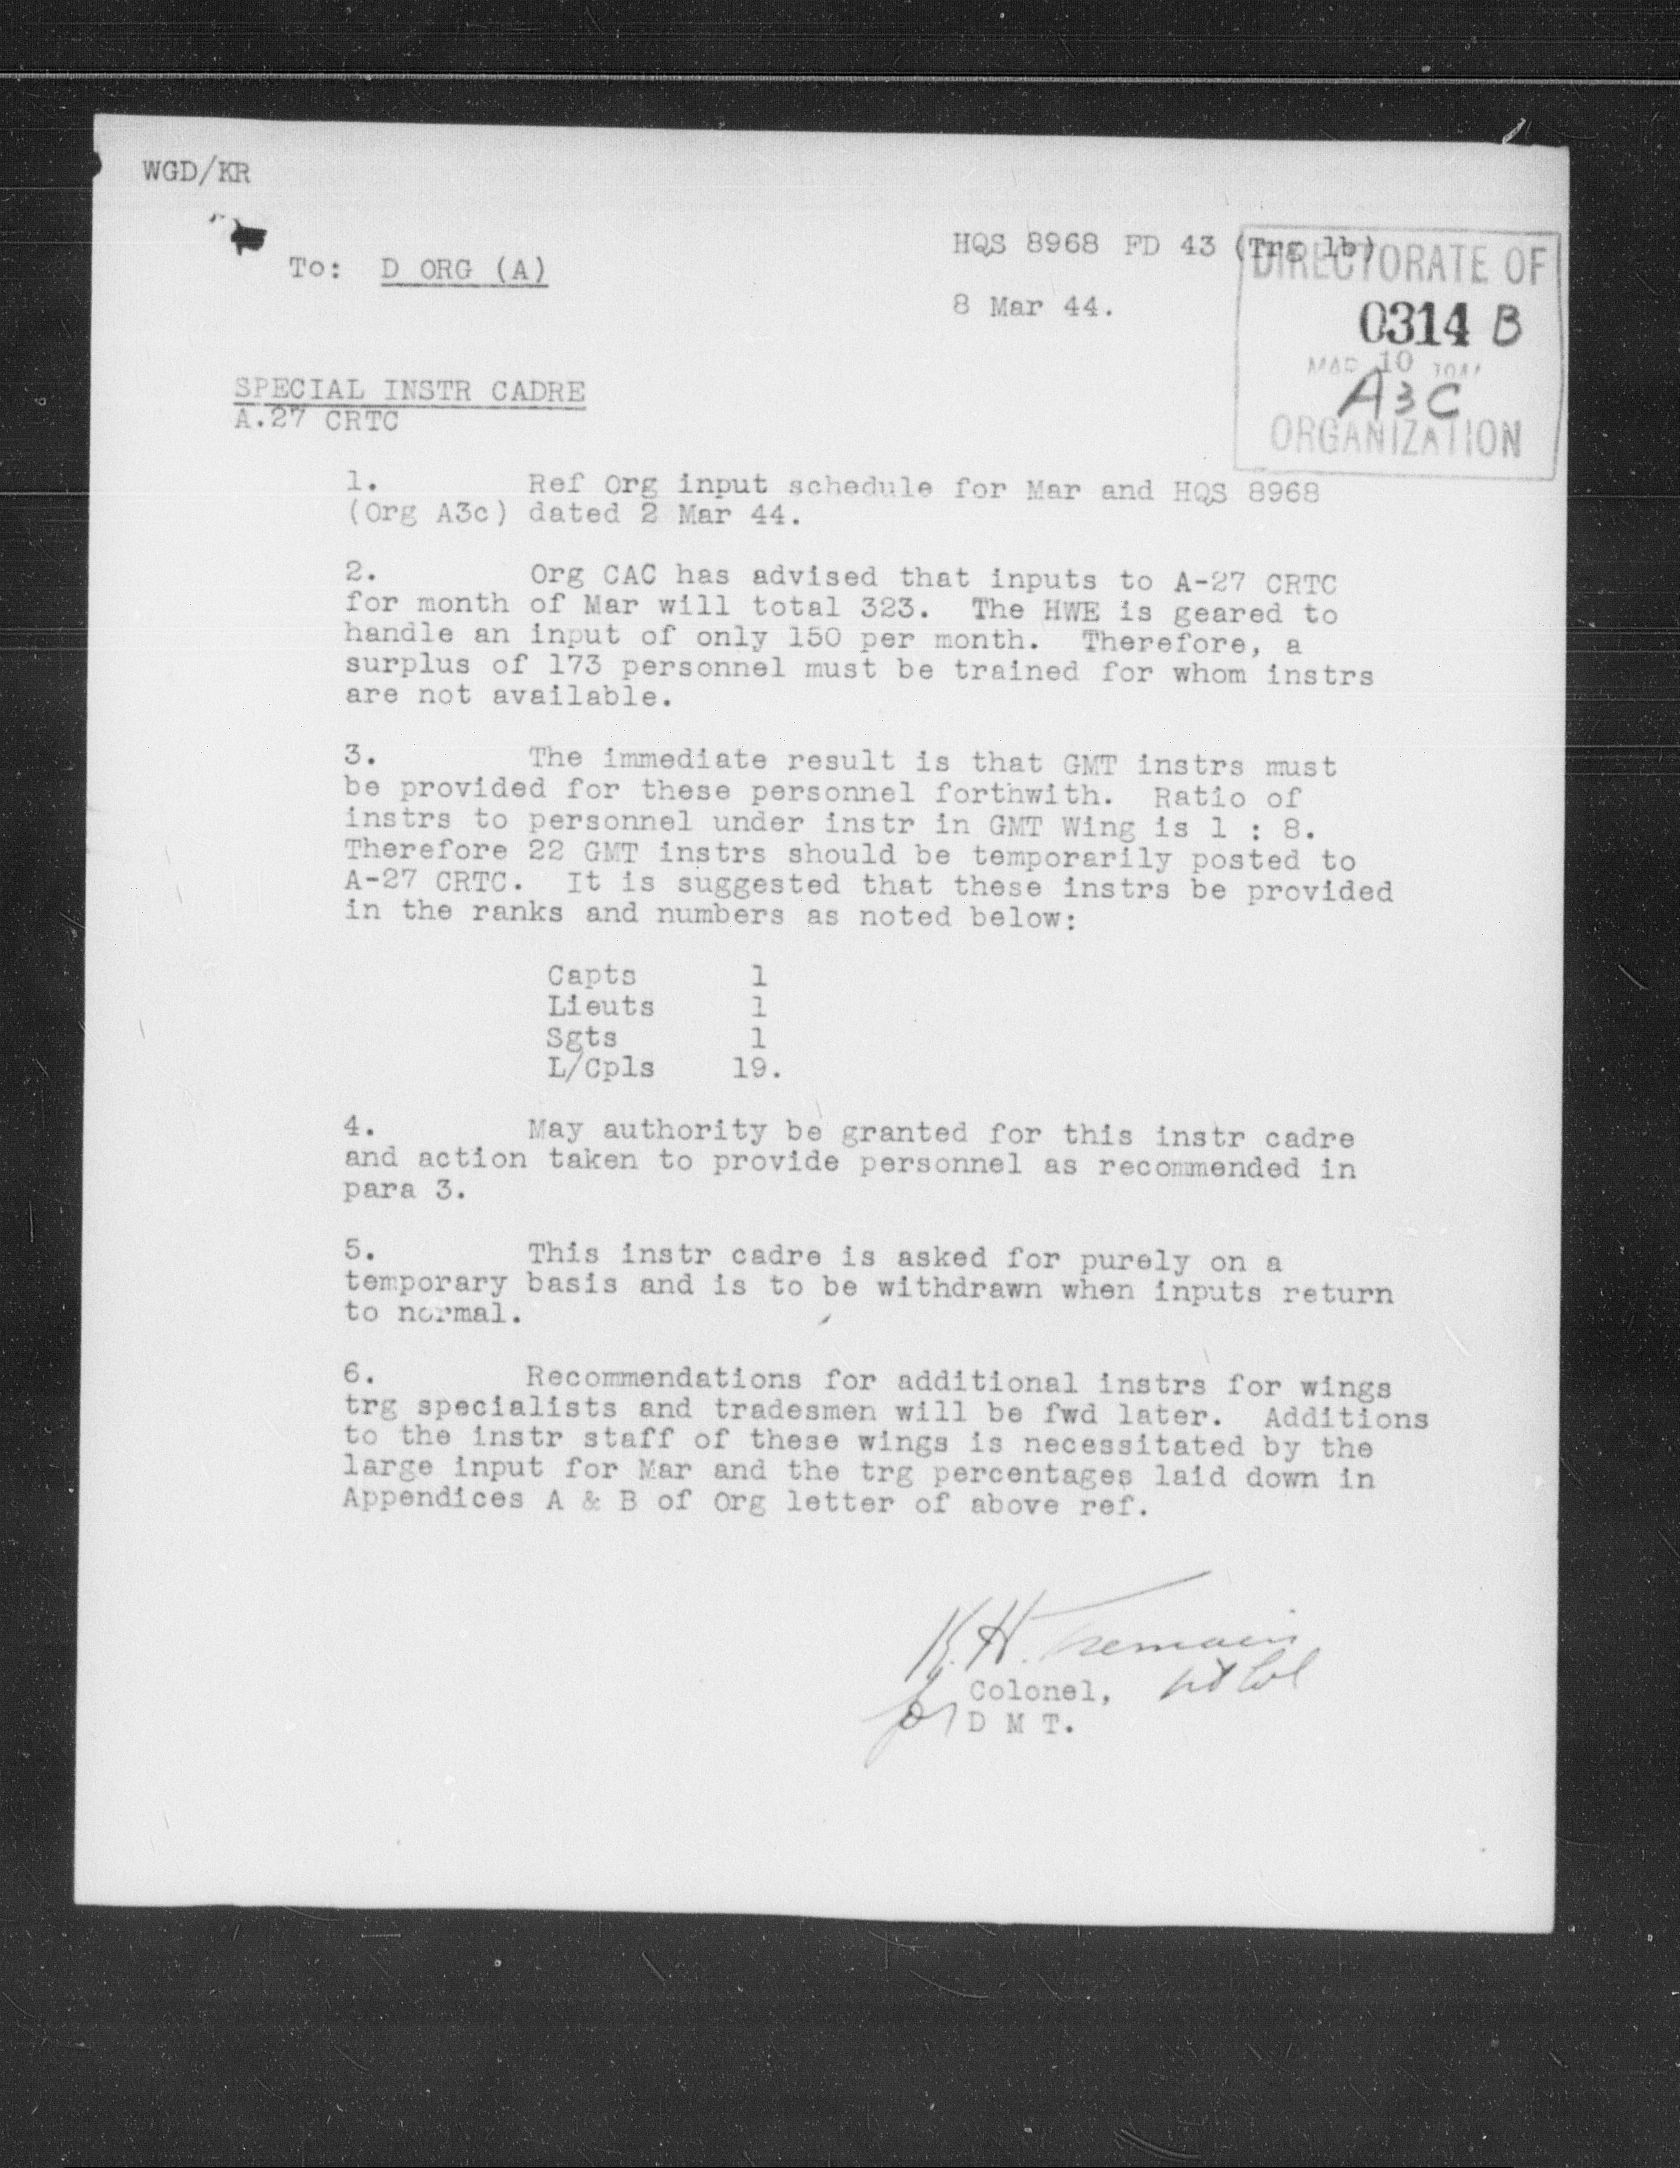 WGD/KR
HQS 8968 FD 43 (Trg 1b)
To: D ORG (A)
8 Mar 44.
DIRECTORATE OF
0314 B
MAR 10 1944
A3C
ORGANIZATION
SPECIAL INSTR CADRE
A.27 CRTC
1. Ref Org input schedule for Mar and HQS 8968
(Org A3c) dated 2 Mar 44.
2. Org CAC has advised that inputs to A-27 CRTC
for month of Mar will total 323. The HWE is geared to
handle an input of only 150 per month. Therefore, a
surplus of 173 personnel must be trained for whom instrs
are not available.
3. The immediate result is that GMT instrs must
be provided for these personnel forthwith. Ratio of
instrs to personnel under instr in GMT Wing is 1 : 8.
Therefore 22 GMT instrs should be temporarily posted to
A-27 CRTC. It is suggested that these instrs be provided
in the ranks and numbers as noted below:
Capts 1
Lieuts 1
Sgts 1
L/Cpls 19.
4. May authority be granted for this instr cadre
and action taken to provide personnel as recommended in
para 3.
5. This instr cadre is asked for purely on a
temporary basis and is to be withdrawn when inputs return
to normal.
6. Recommendations for additional instrs for wings
trg specialists and tradesmen will be fwd later. Additions
to the instr staff of these wings is necessitated by the
large input for Mar and the trg percentages laid down in
Appendices A & B of Org letter of above ref.
K.H. Tremain
Colonel, Lt Col
for D M T.